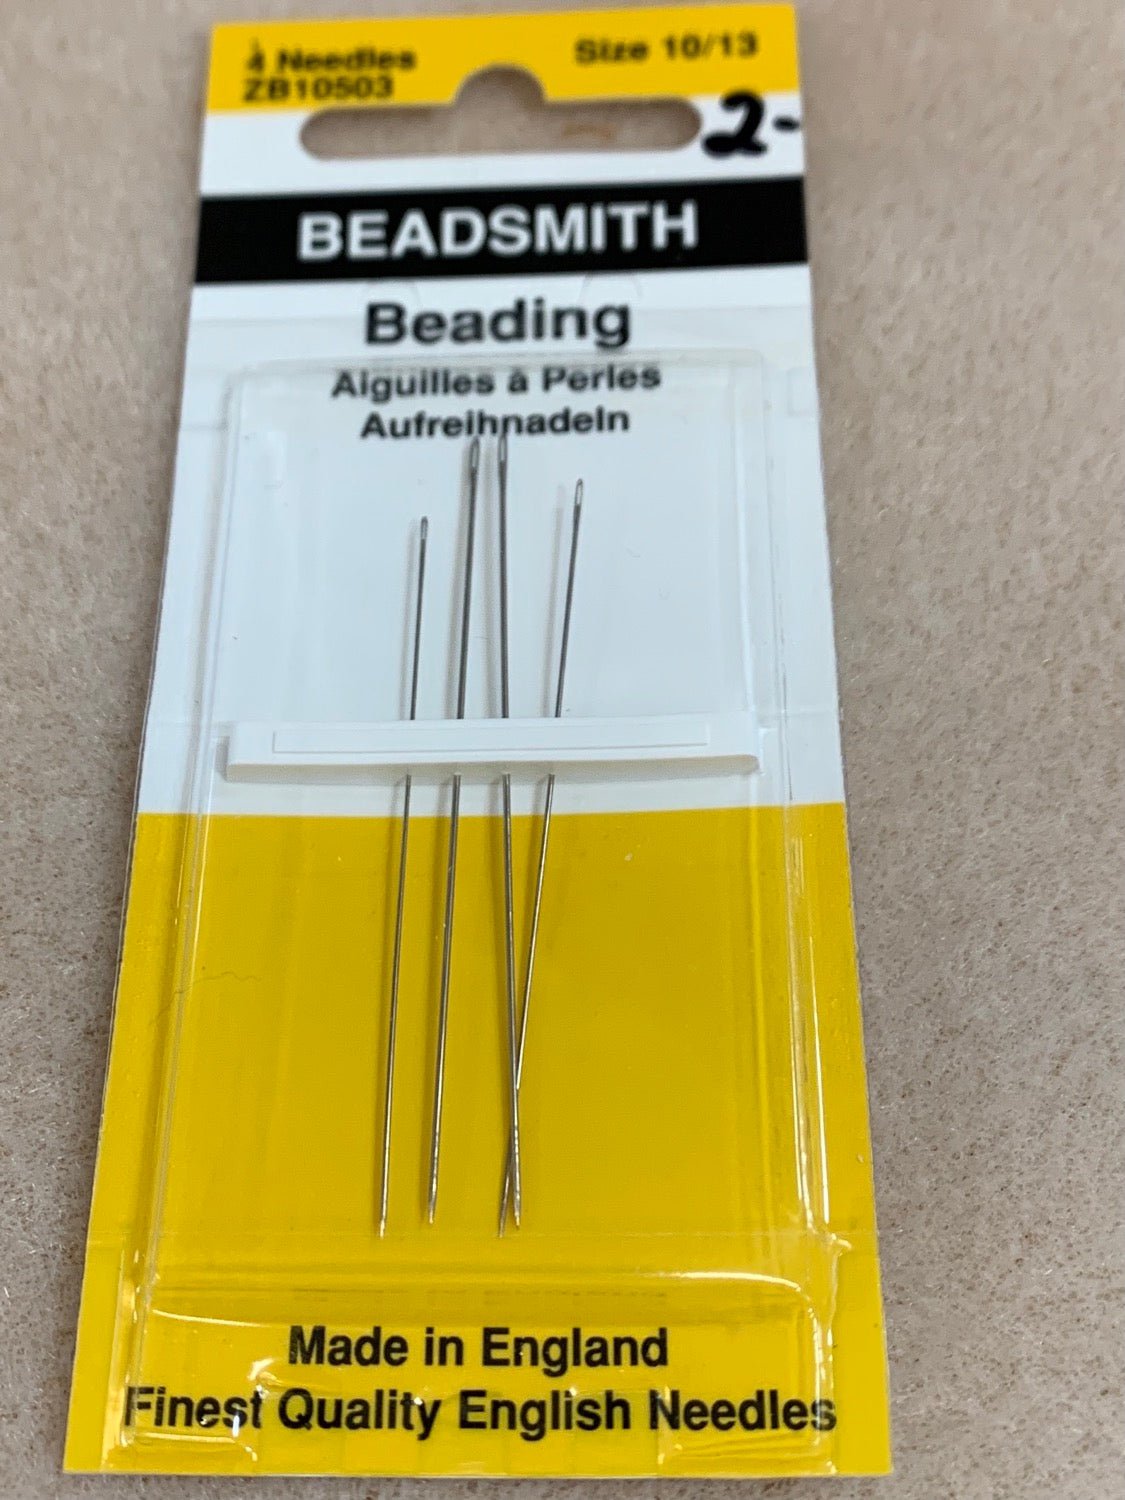 4 Needles
ZB10503
Size 10/13
2-
BEADSMITH
Beading
Aiguilles à Perles
Aufreihnadeln
Made in England
Finest Quality English Needles